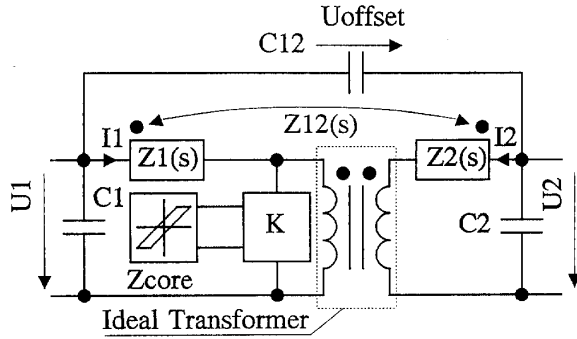 Uoffset
C12
Z12(s)
I1
I2
Z1(s)
Z2(s)
U1
C1
K
C2
U2
Zcore
Ideal Transformer